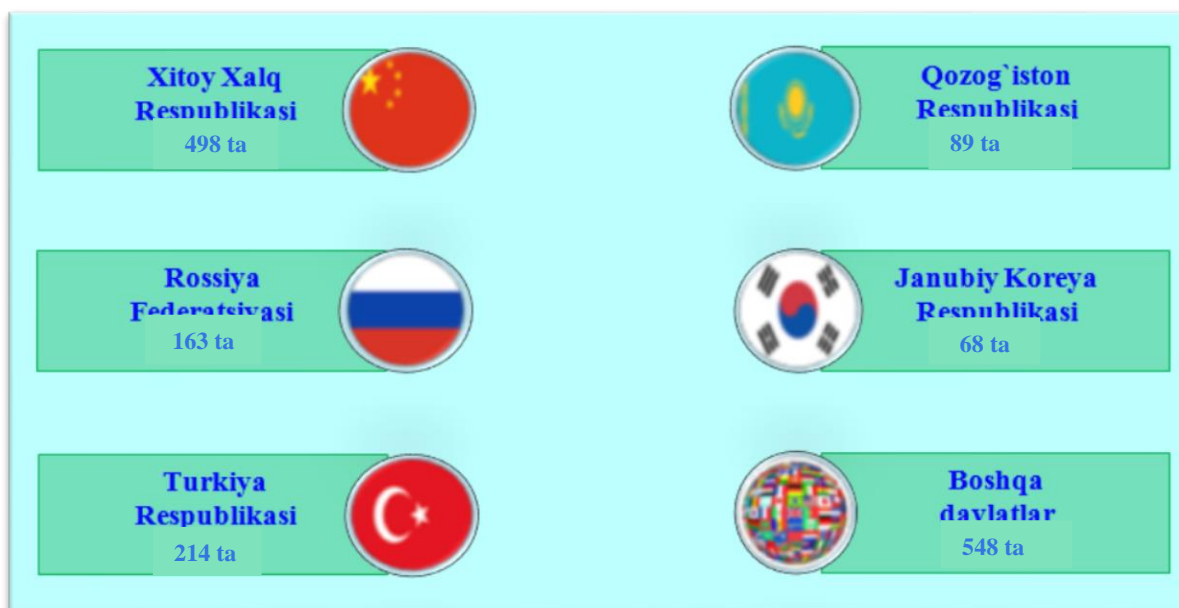 Xitoy Xalq
Respublikasi
498 ta
Qozog`iston
Respublikasi
89 ta
Rossiya
Federatsiyasi
163 ta
Janubiy Koreya
Respublikasi
68 ta
Turkiya
Respublikasi
214 ta
Boshqa
davlatlar
548 ta